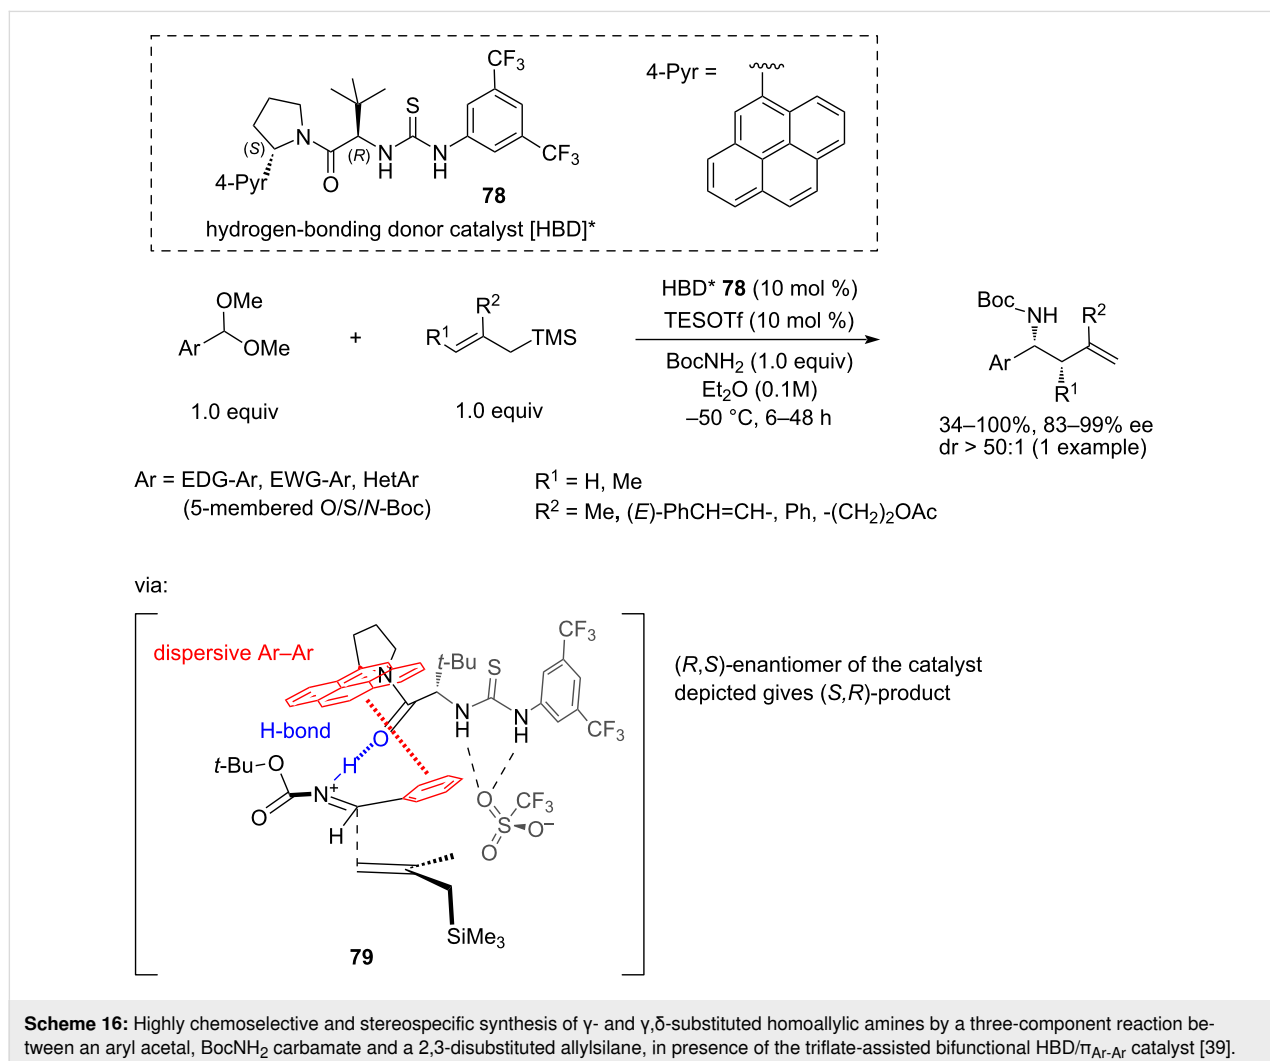 CF3
4-Pyr =
S
(S)
N
(R)
N
H
N
H
CF3
4-Pyr
O
78
hydrogen-bonding donor catalyst [HBD]*
OMe
Ar
OMe
+
R2
R1
TMS
HBD* 78 (10 mol %)
TESOTf (10 mol %)
BocNH2 (1.0 equiv)
Et2O (0.1M)
–50 °C, 6–48 h
Boc
NH
R2
Ar
R1
1.0 equiv
1.0 equiv
34–100%, 83–99% ee
dr > 50:1 (1 example)
Ar = EDG-Ar, EWG-Ar, HetAr
(5-membered O/S/N-Boc)
R1 = H, Me
R2 = Me, (E)-PhCH=CH-, Ph, -(CH2)2OAc
via:
dispersive Ar–Ar
N
t-Bu
S
CF3
N
H
N
H
CF3
H-bond
O
H
t-Bu
O
O
N+
H
O
CF3
S
O–
O
SiMe3
79
(R,S)-enantiomer of the catalyst
depicted gives (S,R)-product
Scheme 16: Highly chemoselective and stereospecific synthesis of γ- and γ,δ-substituted homoallylic amines by a three-component reaction be-
tween an aryl acetal, BocNH2 carbamate and a 2,3-disubstituted allylsilane, in presence of the triflate-assisted bifunctional HBD/πAr-Ar catalyst [39].